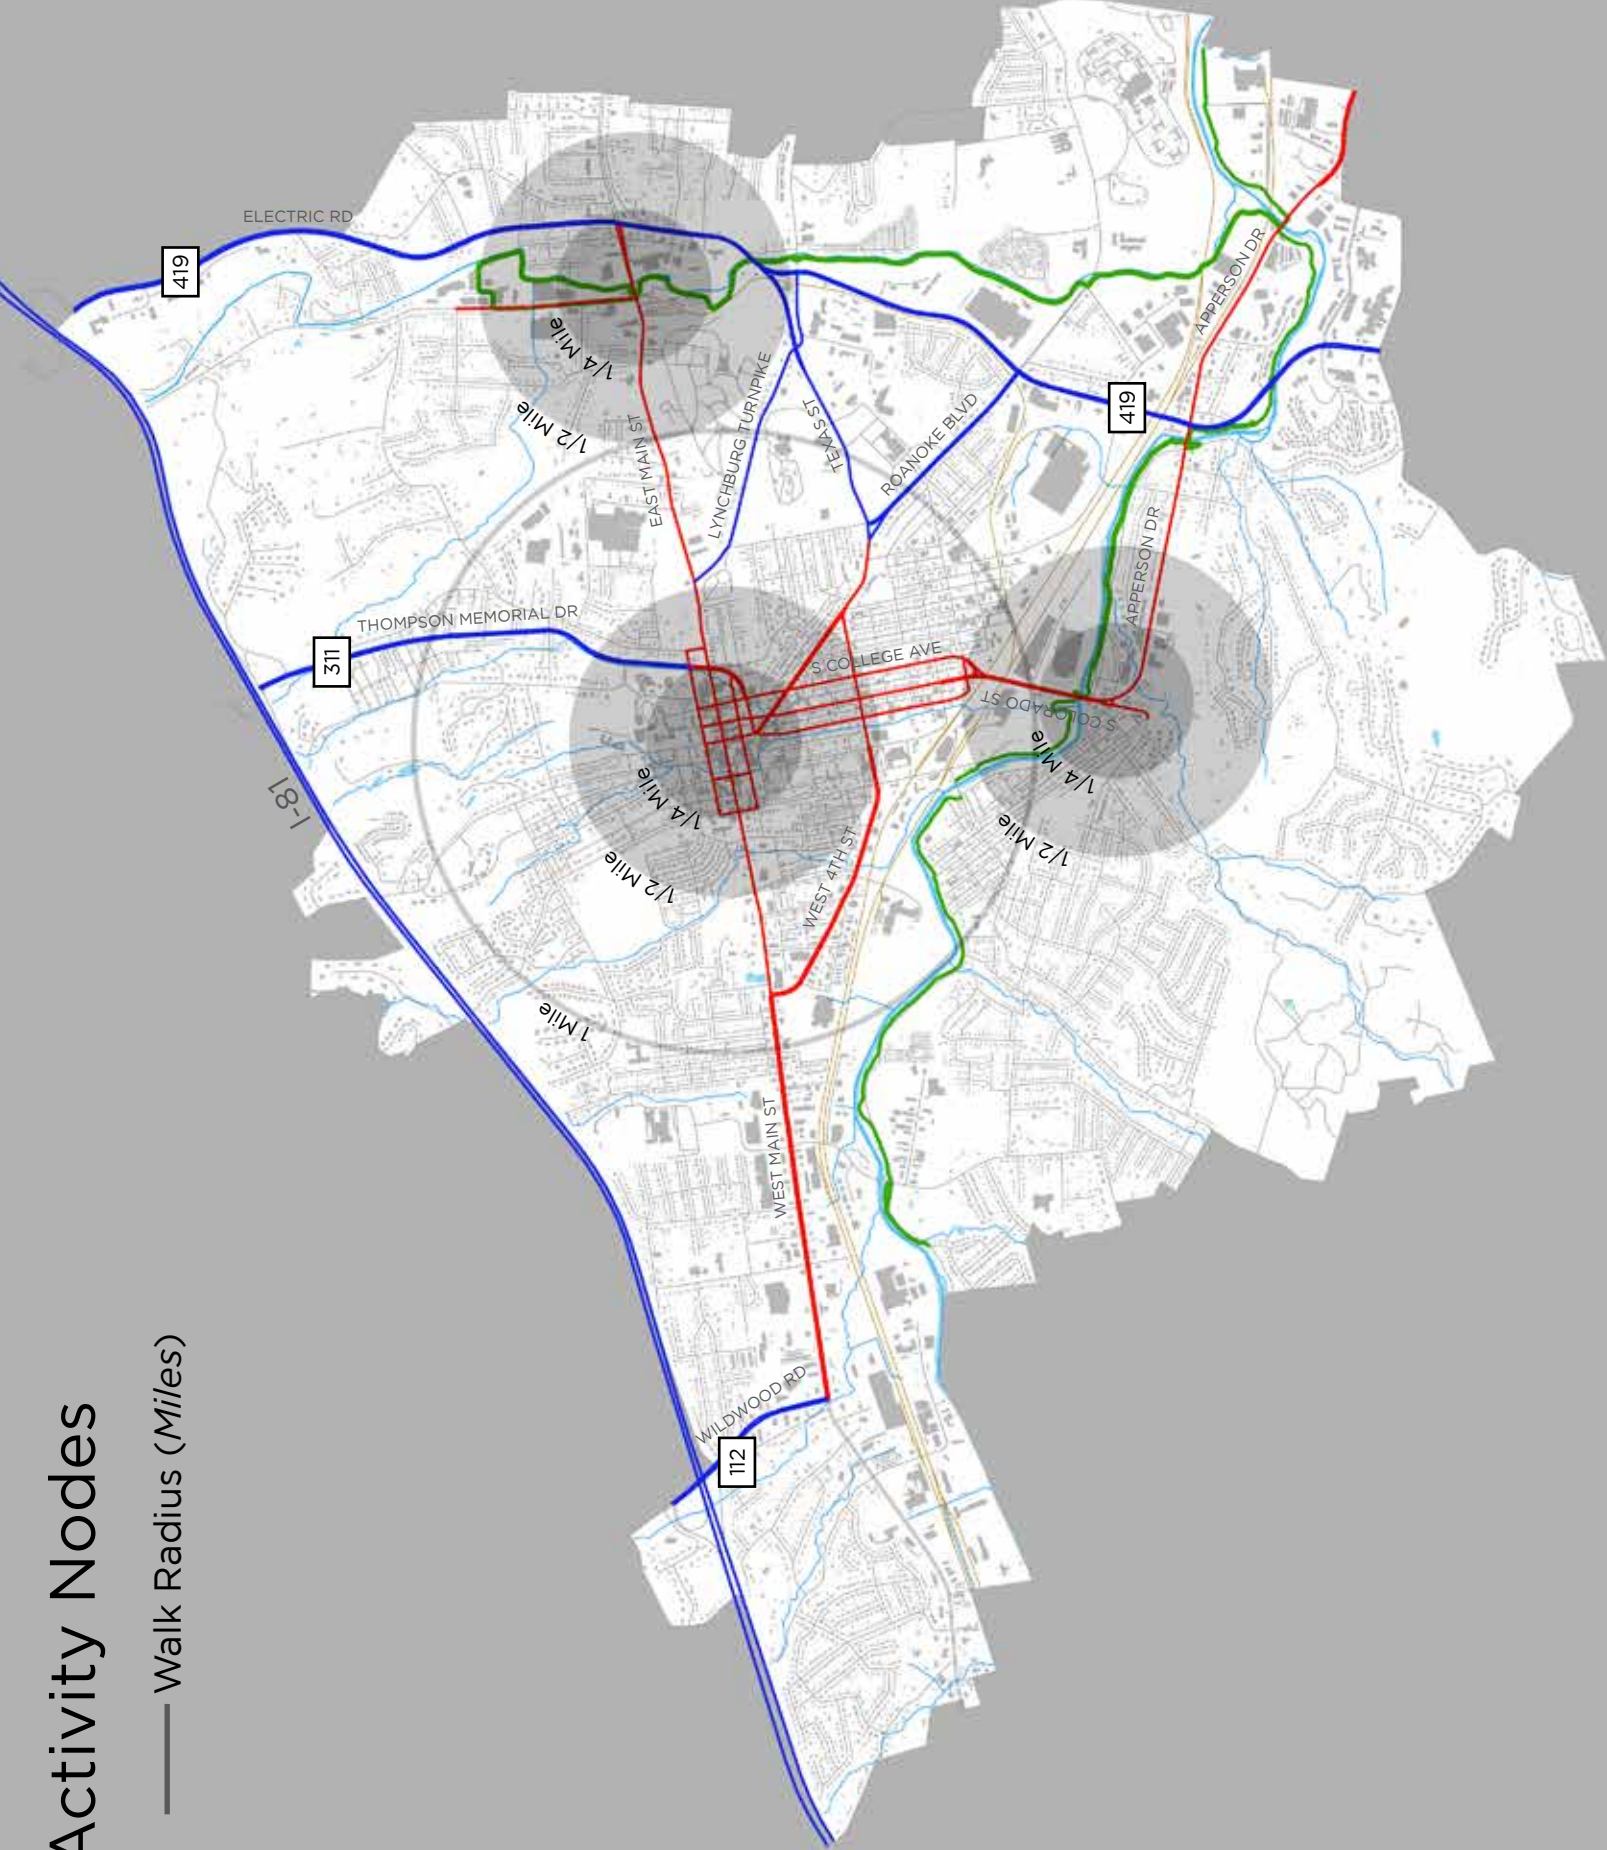 Activity Nodes
Walk Radius (Miles)
ELECTRIC RD
419
1/4 Mile
1/2 Mile
EAST MAIN ST
LYNCHBURG TURNPIKE
TEXAS ST
ROANOKE BLVD
419
APPERSON DR
APPERSON DR
THOMPSON MEMORIAL DR
311
S COLLEGE AVE
S COLORADO ST
I-81
1/4 Mile
1/2 Mile
1/4 Mile
1/2 Mile
1 Mile
WEST 4TH ST
WEST MAIN ST
WILDWOOD RD
112